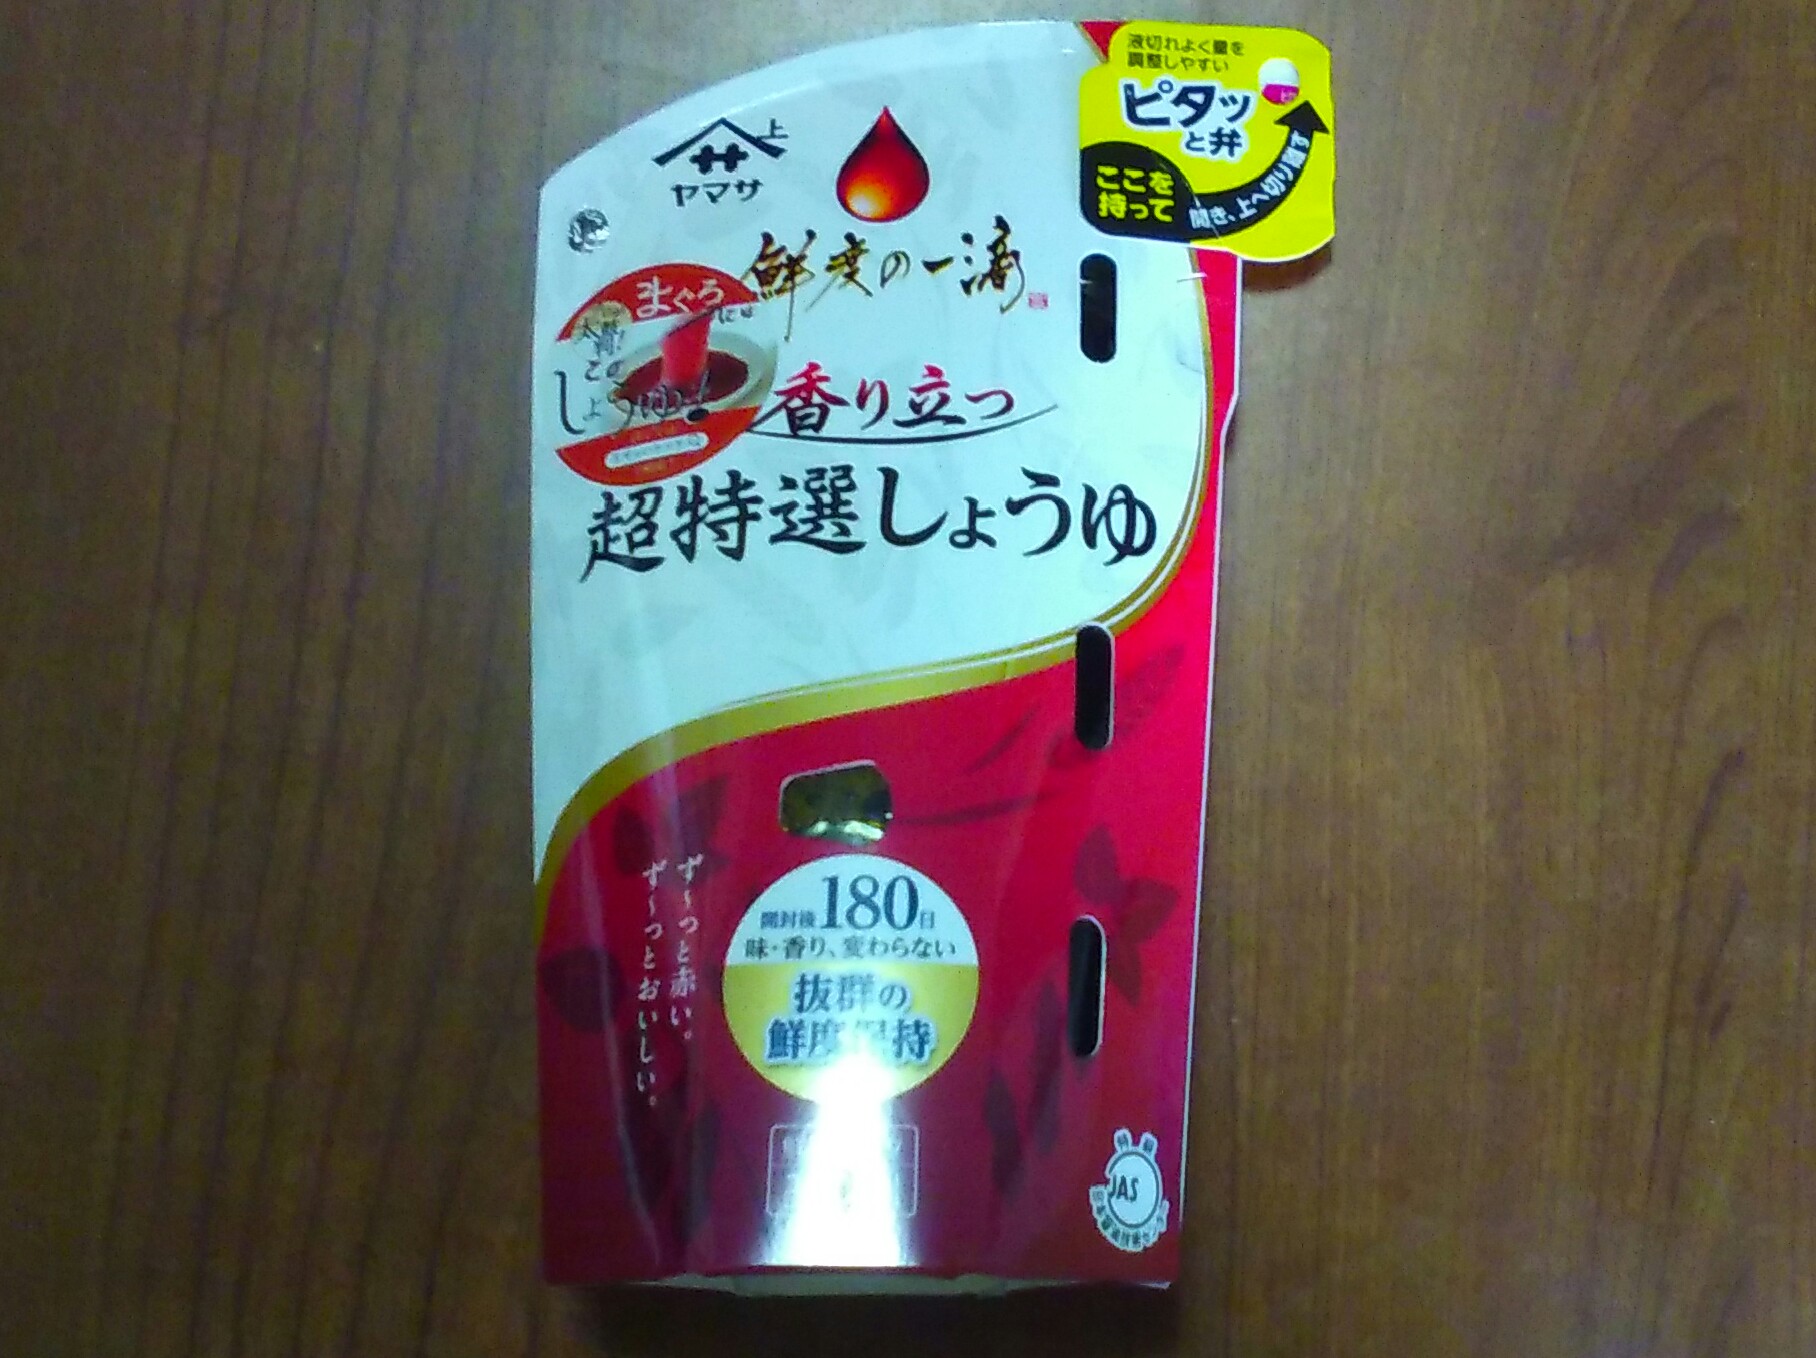 液切れよく量を
調整しやすい
ピタッ
と弁
ここを
持って
開き、上へ切り離す
上
ヤマサ
鮮度の一滴
まぐろ
には
この
しょうゆ!
香り立つ
超特選しょうゆ
開封後180日
味・香り、変わらない
抜群の
鮮度保持
ず〜っと赤い。
ず〜っとおいしい。
特級
JAS